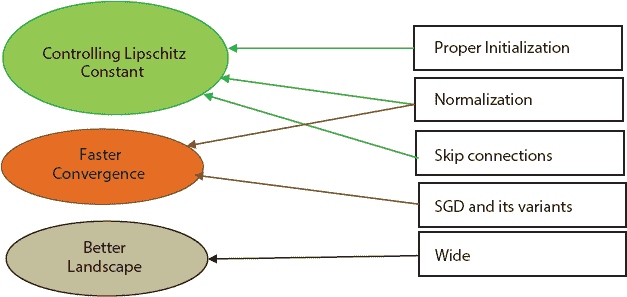 Controlling Lipschitz
Constant
Faster
Convergence
Better
Landscape
Proper Initialization
Normalization
Skip connections
SGD and its variants
Wide